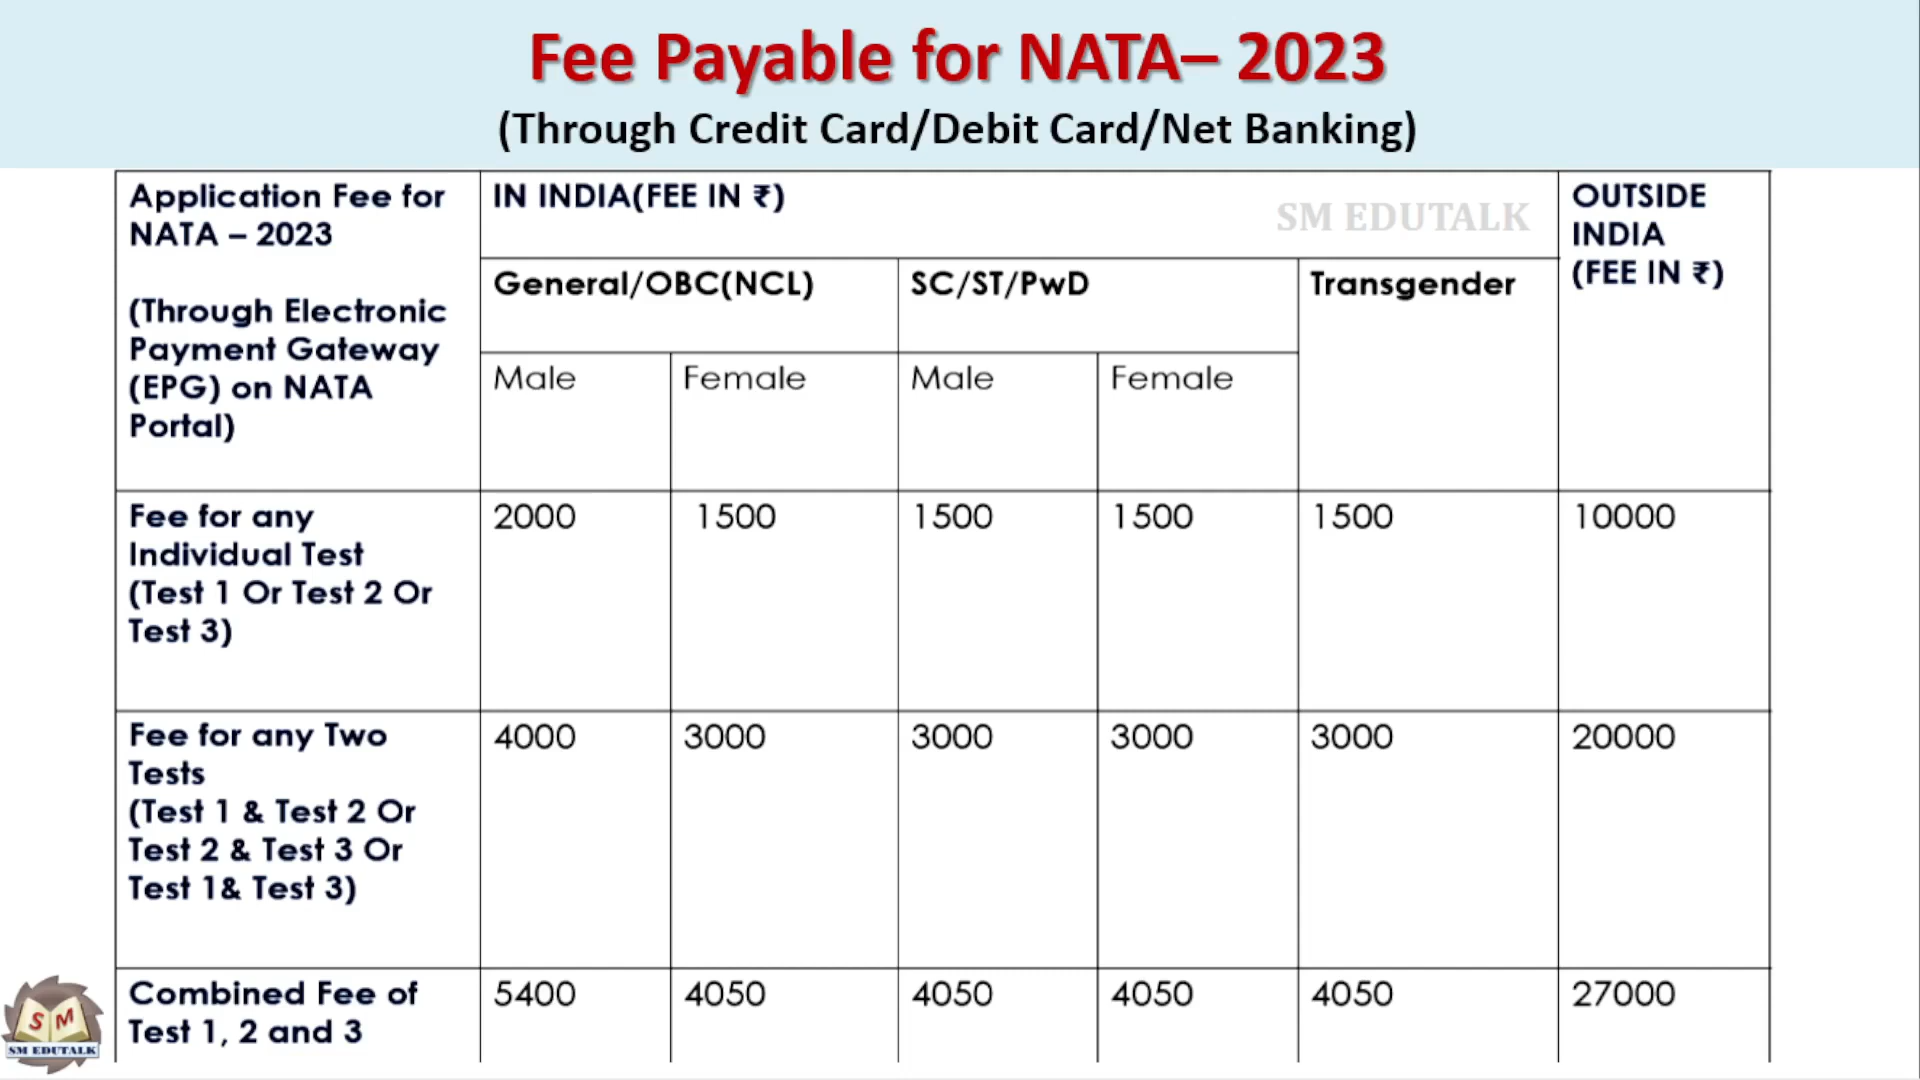 Fee Payable for NATA– 2023
(Through Credit Card/Debit Card/Net Banking)
Application Fee for
NATA – 2023
(Through Electronic
Payment Gateway
(EPG) on NATA
Portal)
IN INDIA(FEE IN ₹)
SM EDUTALK
OUTSIDE
INDIA
(FEE IN ₹)
General/OBC(NCL)
SC/ST/PwD
Transgender
Male
Female
Male
Female
Fee for any
Individual Test
(Test 1 Or Test 2 Or
Test 3)
2000
1500
1500
1500
1500
10000
Fee for any Two
Tests
(Test 1 & Test 2 Or
Test 2 & Test 3 Or
Test 1& Test 3)
4000
3000
3000
3000
3000
20000
Combined Fee of
Test 1, 2 and 3
5400
4050
4050
4050
4050
27000
S M
SM EDUTALK